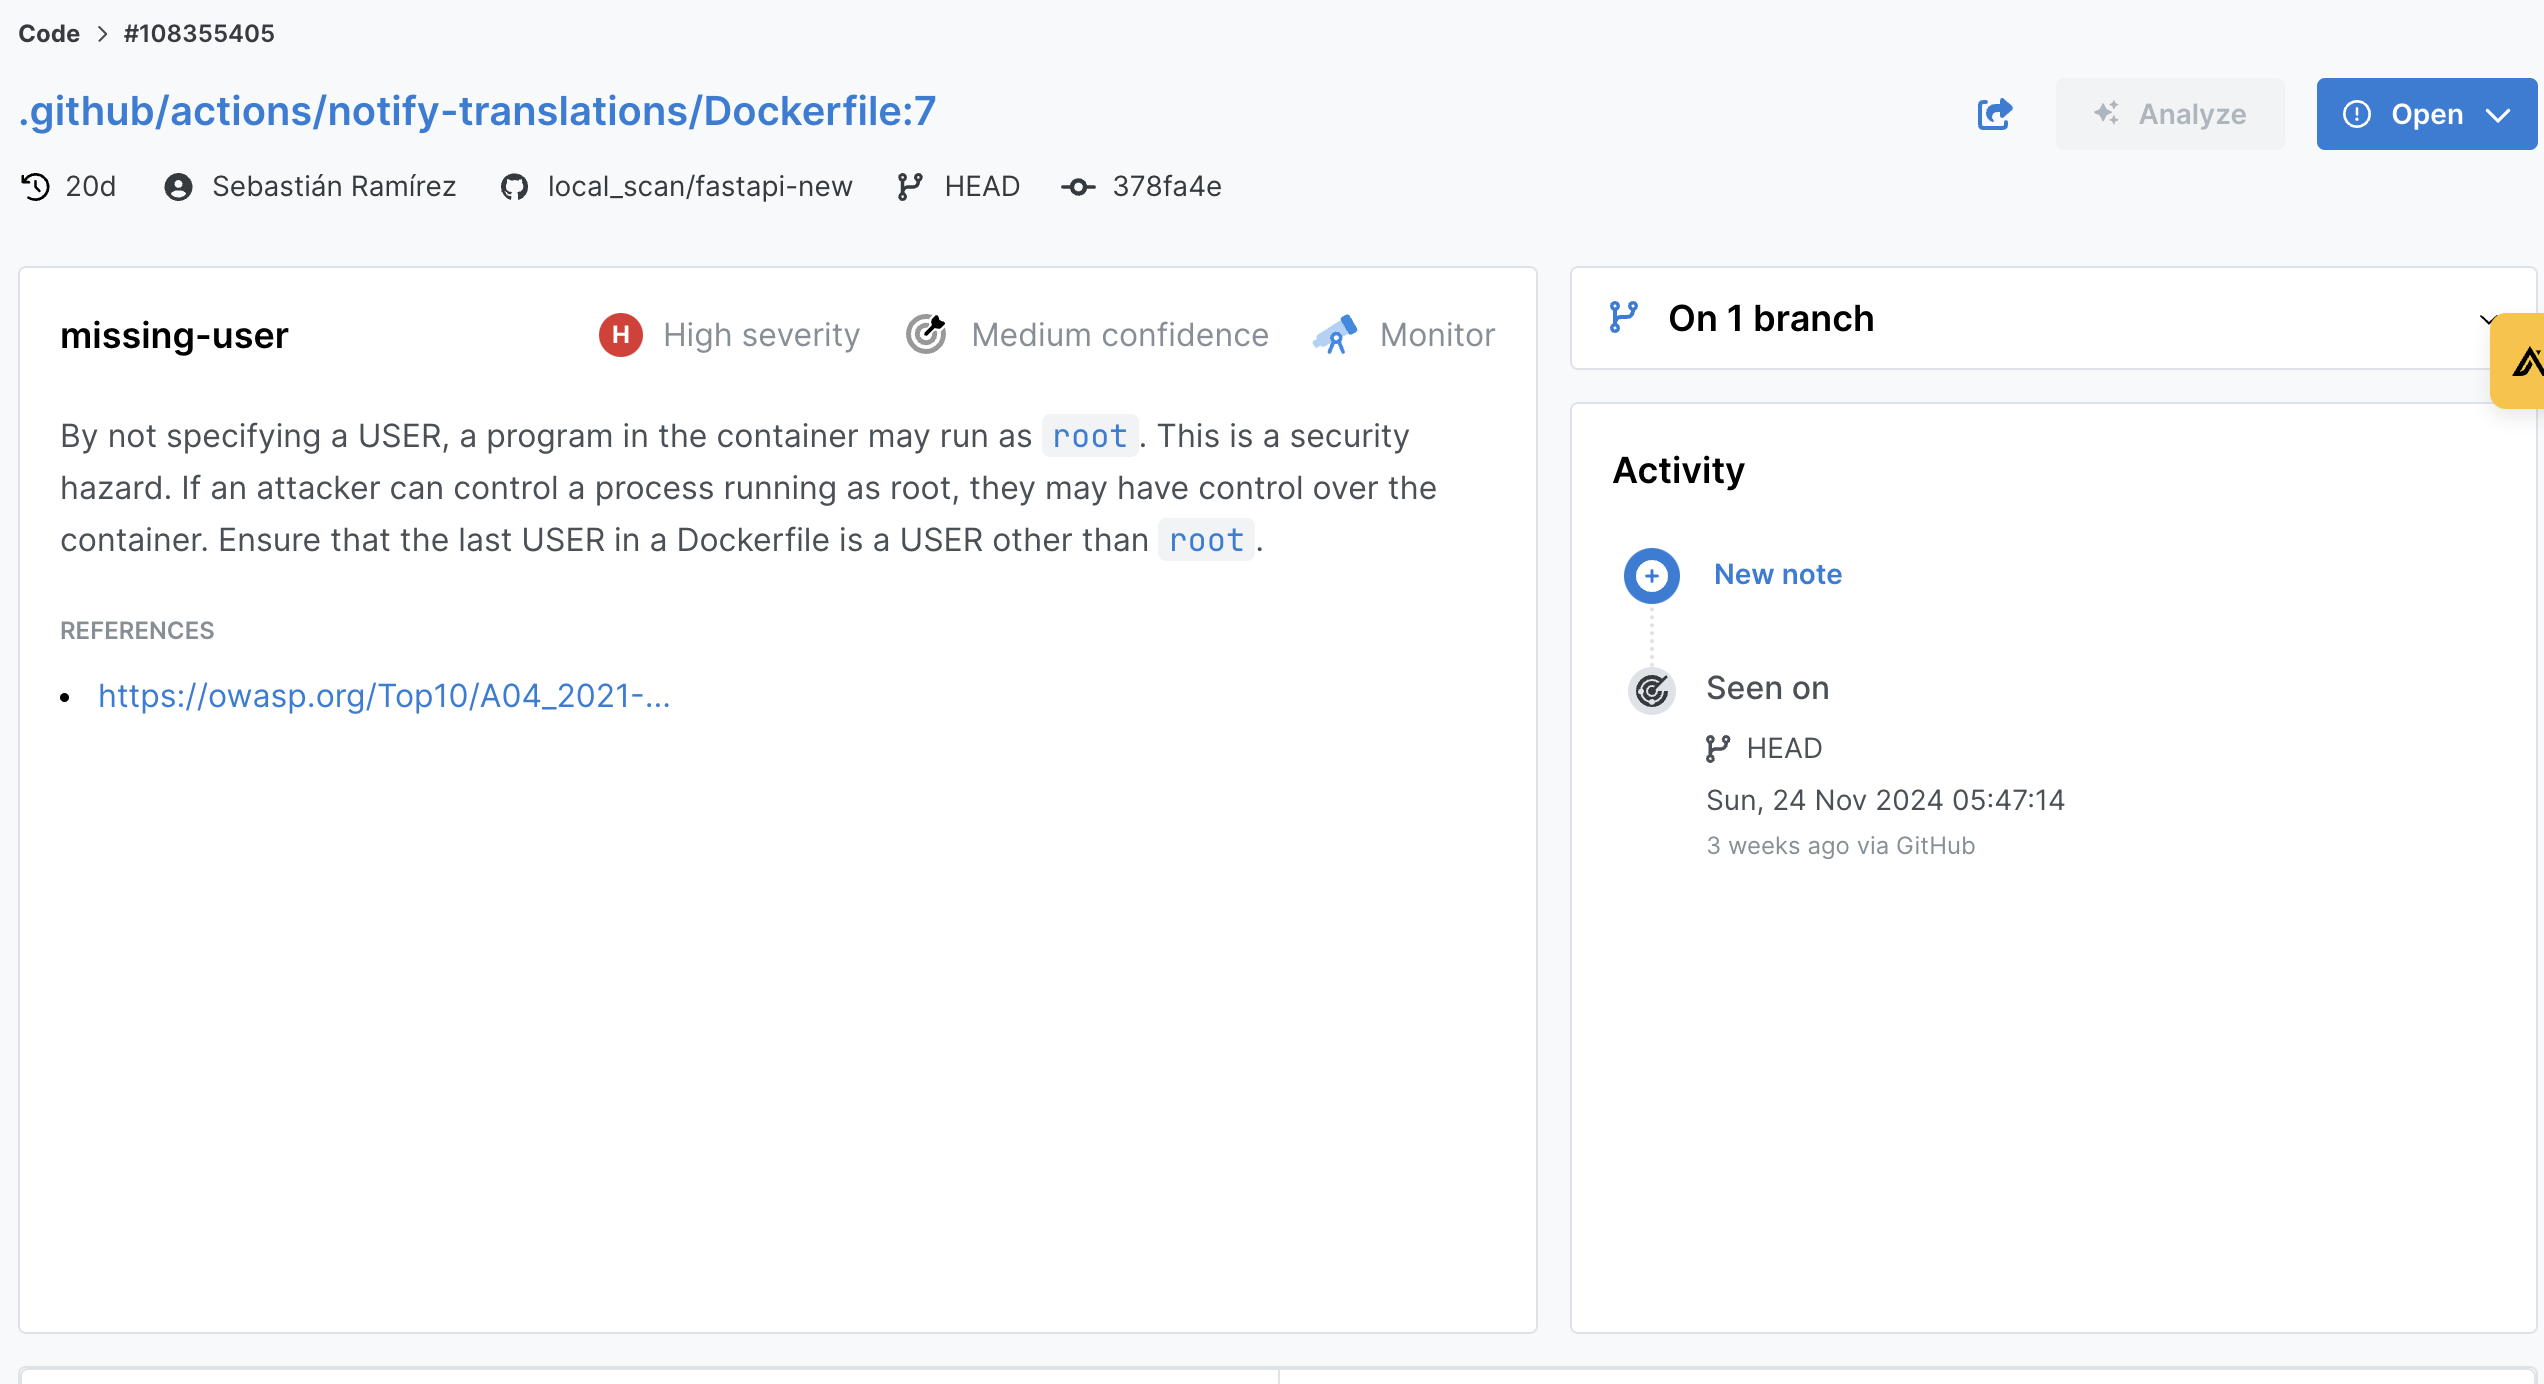 Code > #108355405
.github/actions/notify-translations/Dockerfile:7
Analyze
Open
20d Sebastián Ramírez local_scan/fastapi-new HEAD 378fa4e
missing-user
H High severity Medium confidence Monitor
By not specifying a USER, a program in the container may run as root. This is a security
hazard. If an attacker can control a process running as root, they may have control over the
container. Ensure that the last USER in a Dockerfile is a USER other than root.
REFERENCES
• https://owasp.org/Top10/A04_2021-...
On 1 branch
Activity
New note
Seen on
HEAD
Sun, 24 Nov 2024 05:47:14
3 weeks ago via GitHub